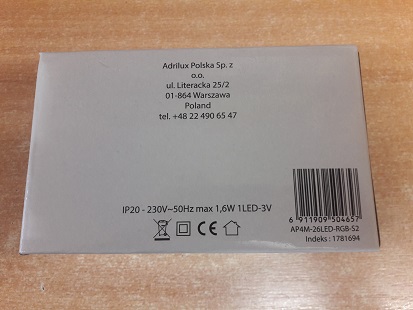 Adrilux Polska Sp. z
o.o.
ul. Literacka 25/2
01-864 Warszawa
Poland
tel. +48 22 490 65 47
IP20 - 230V~50Hz max 1,6W 1LED-3V
CE
6 911909 504657
AP4M-26LED-RGB-S2
Indeks : 1781694